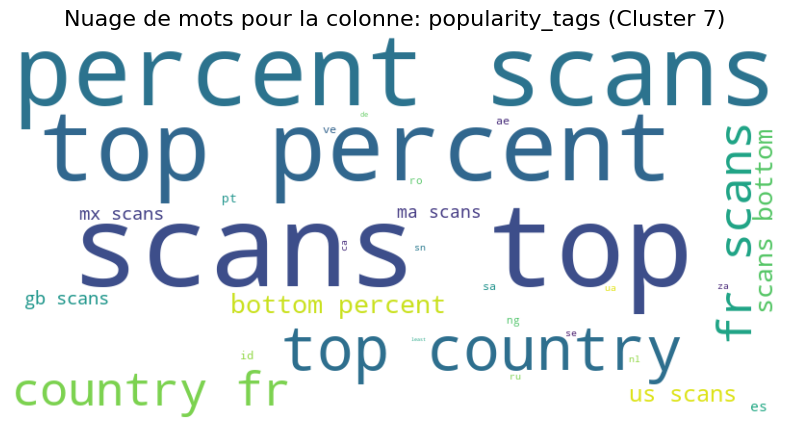 Nuage de mots pour la colonne: popularity_tags (Cluster 7)
percent scans
de
top percent
ve
ae
ro
pt
mx scans
ma scans
scans top
ca
sn
fr scans
scans bottom
gb scans
bottom percent
sa
ua
za
ng
se
top country
least
id
nl
ru
country fr
us scans
es